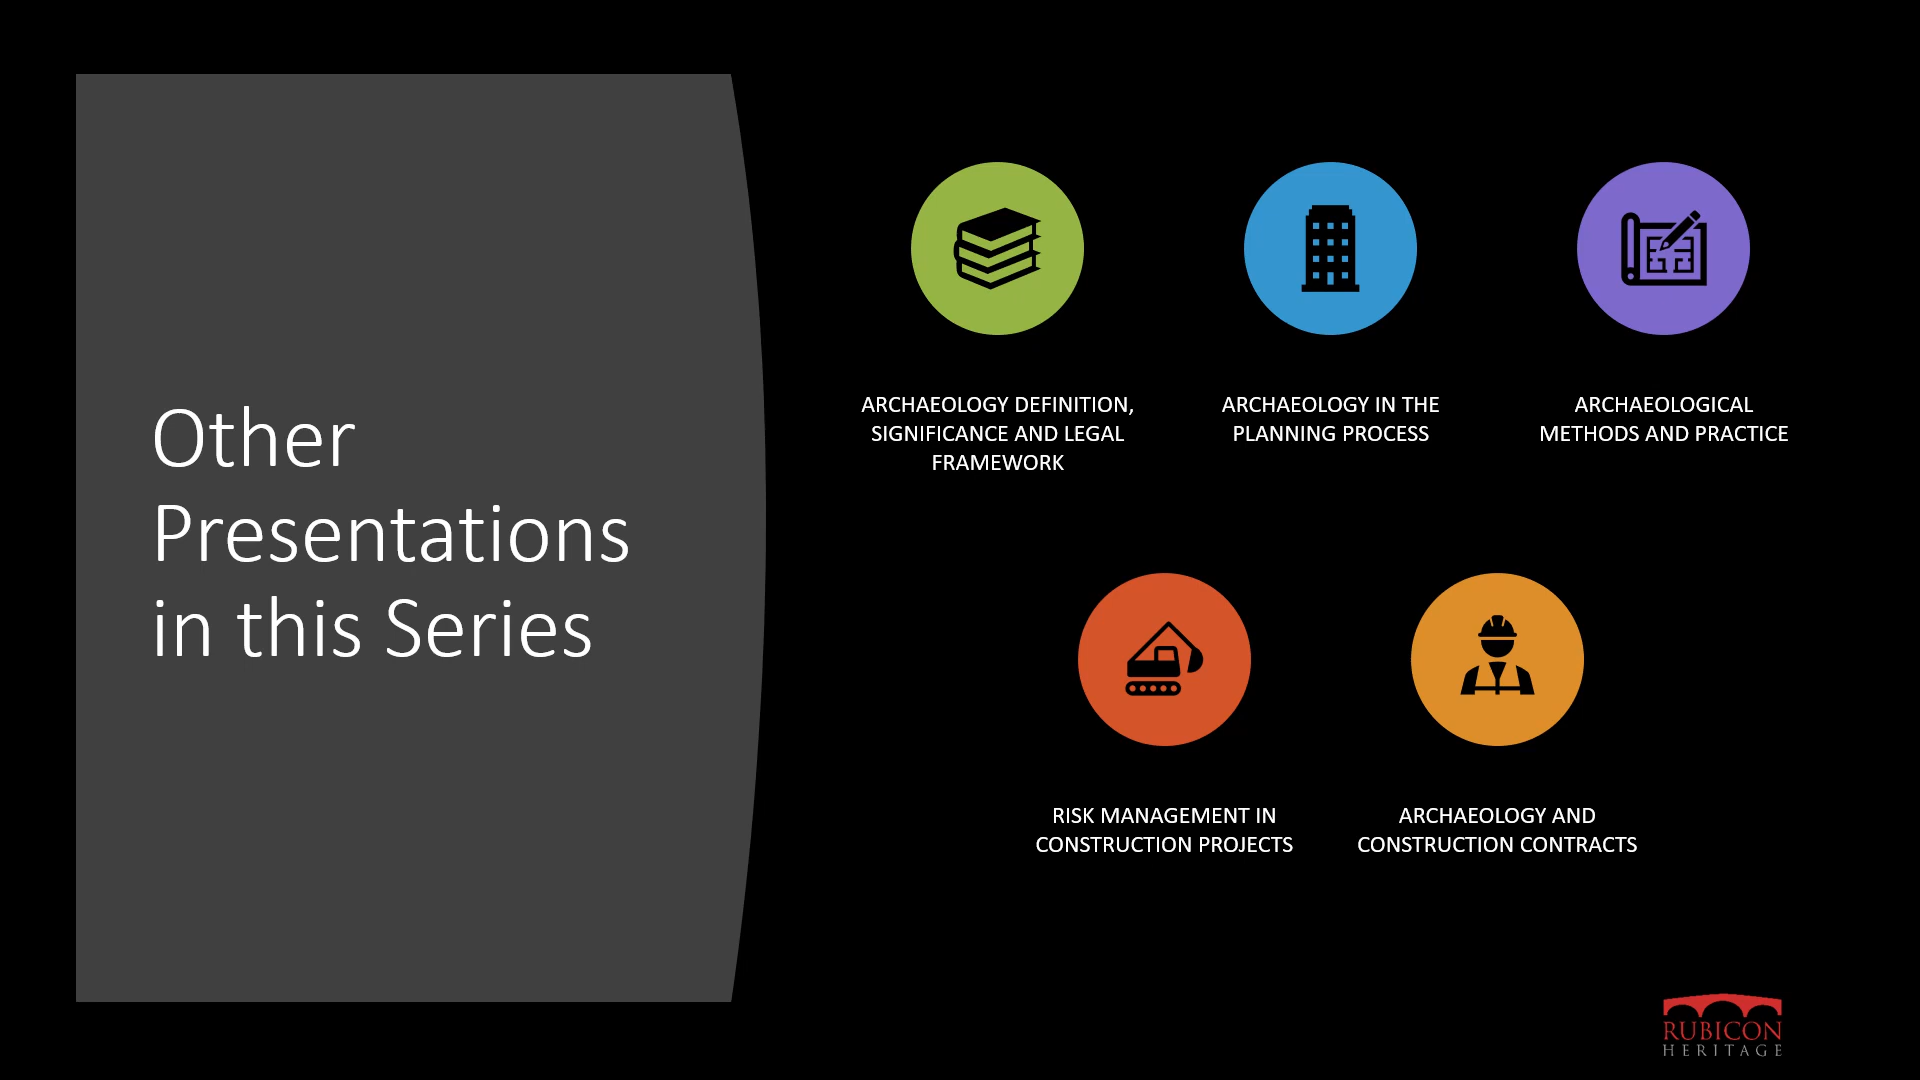 Other
Presentations
in this Series
ARCHAEOLOGY DEFINITION,
SIGNIFICANCE AND LEGAL
FRAMEWORK
ARCHAEOLOGY IN THE
PLANNING PROCESS
ARCHAEOLOGICAL
METHODS AND PRACTICE
RISK MANAGEMENT IN
CONSTRUCTION PROJECTS
ARCHAEOLOGY AND
CONSTRUCTION CONTRACTS
RUBICON
HERITAGE